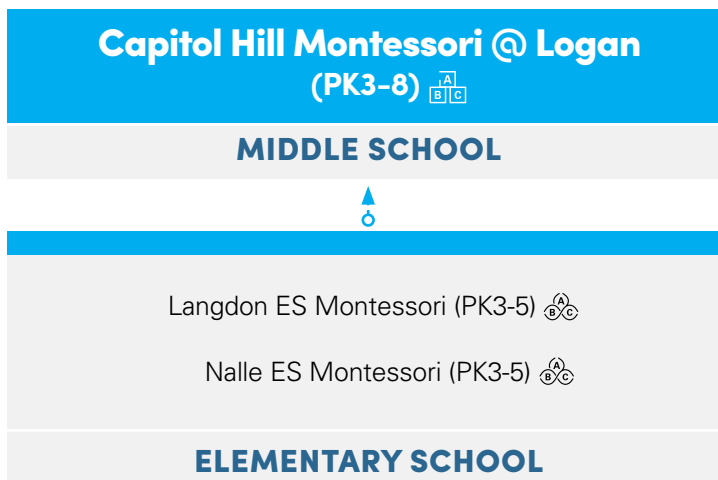 Capitol Hill Montessori @ Logan
(PK3-8) A B C
MIDDLE SCHOOL
Langdon ES Montessori (PK3-5) A B C
Nalle ES Montessori (PK3-5) A B C
ELEMENTARY SCHOOL